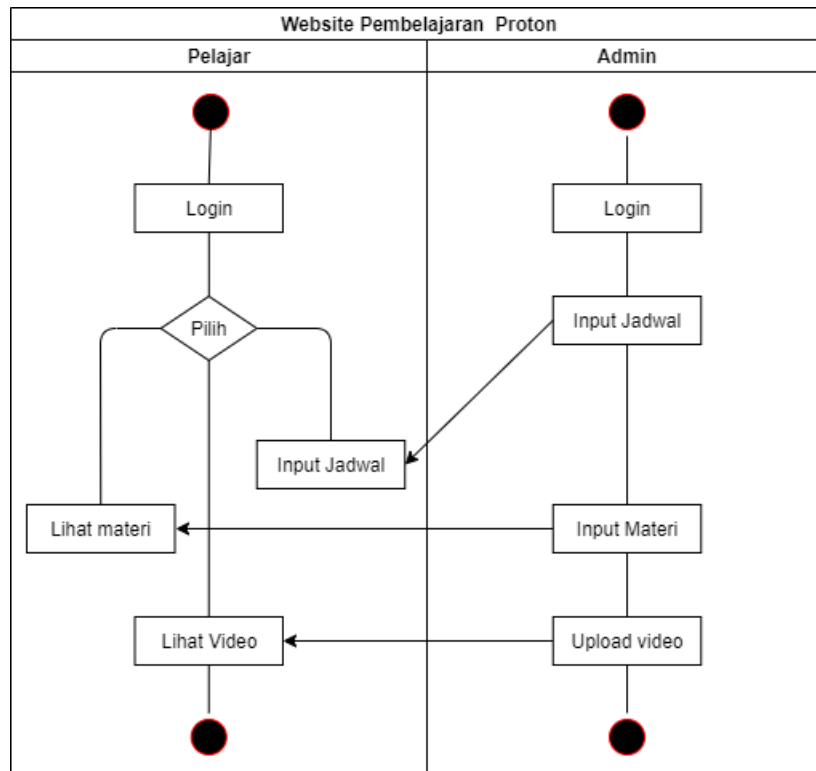 Website Pembelajaran Proton
Pelajar
Admin
Login
Login
Pilih
Input Jadwal
Input Jadwal
Lihat materi
Input Materi
Lihat Video
Upload video